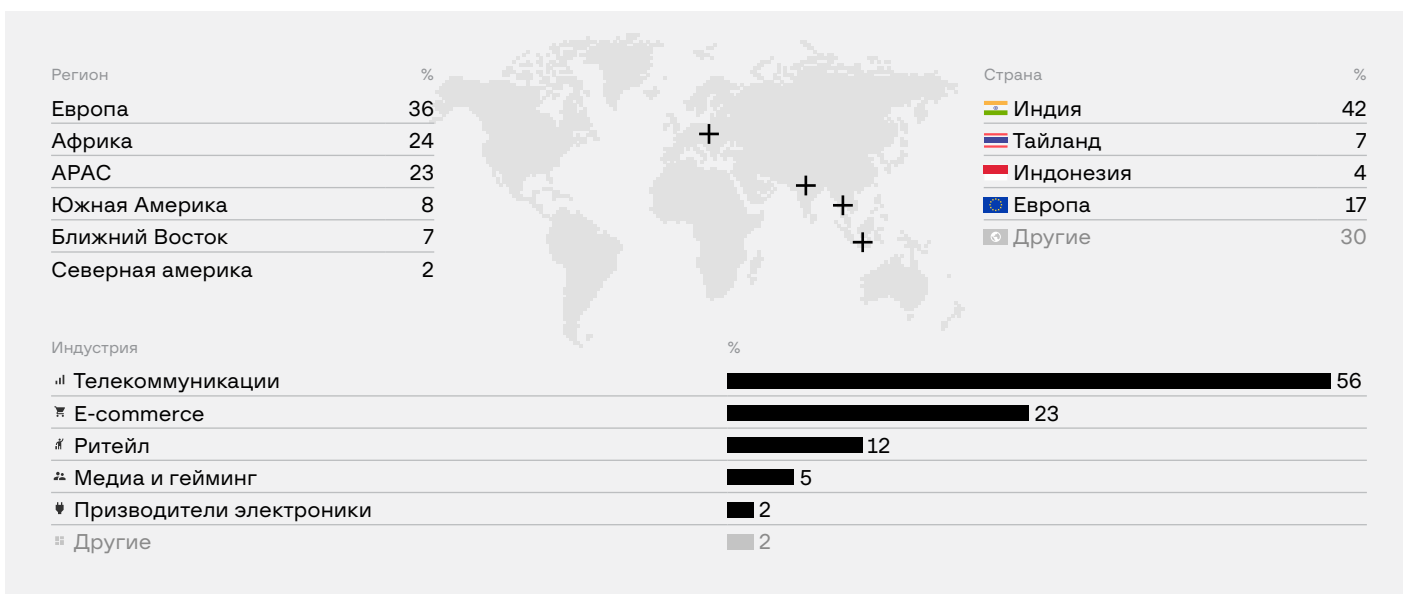 Регион %
Европа 36
Африка 24
APAC 23
Южная Америка 8
Ближний Восток 7
Северная америка 2
Страна %
Индия 42
Тайланд 7
Индонезия 4
Европа 17
Другие 30
Индустрия %
Телекоммуникации 56
E-commerce 23
Ритейл 12
Медиа и гейминг 5
Призводители электроники 2
Другие 2